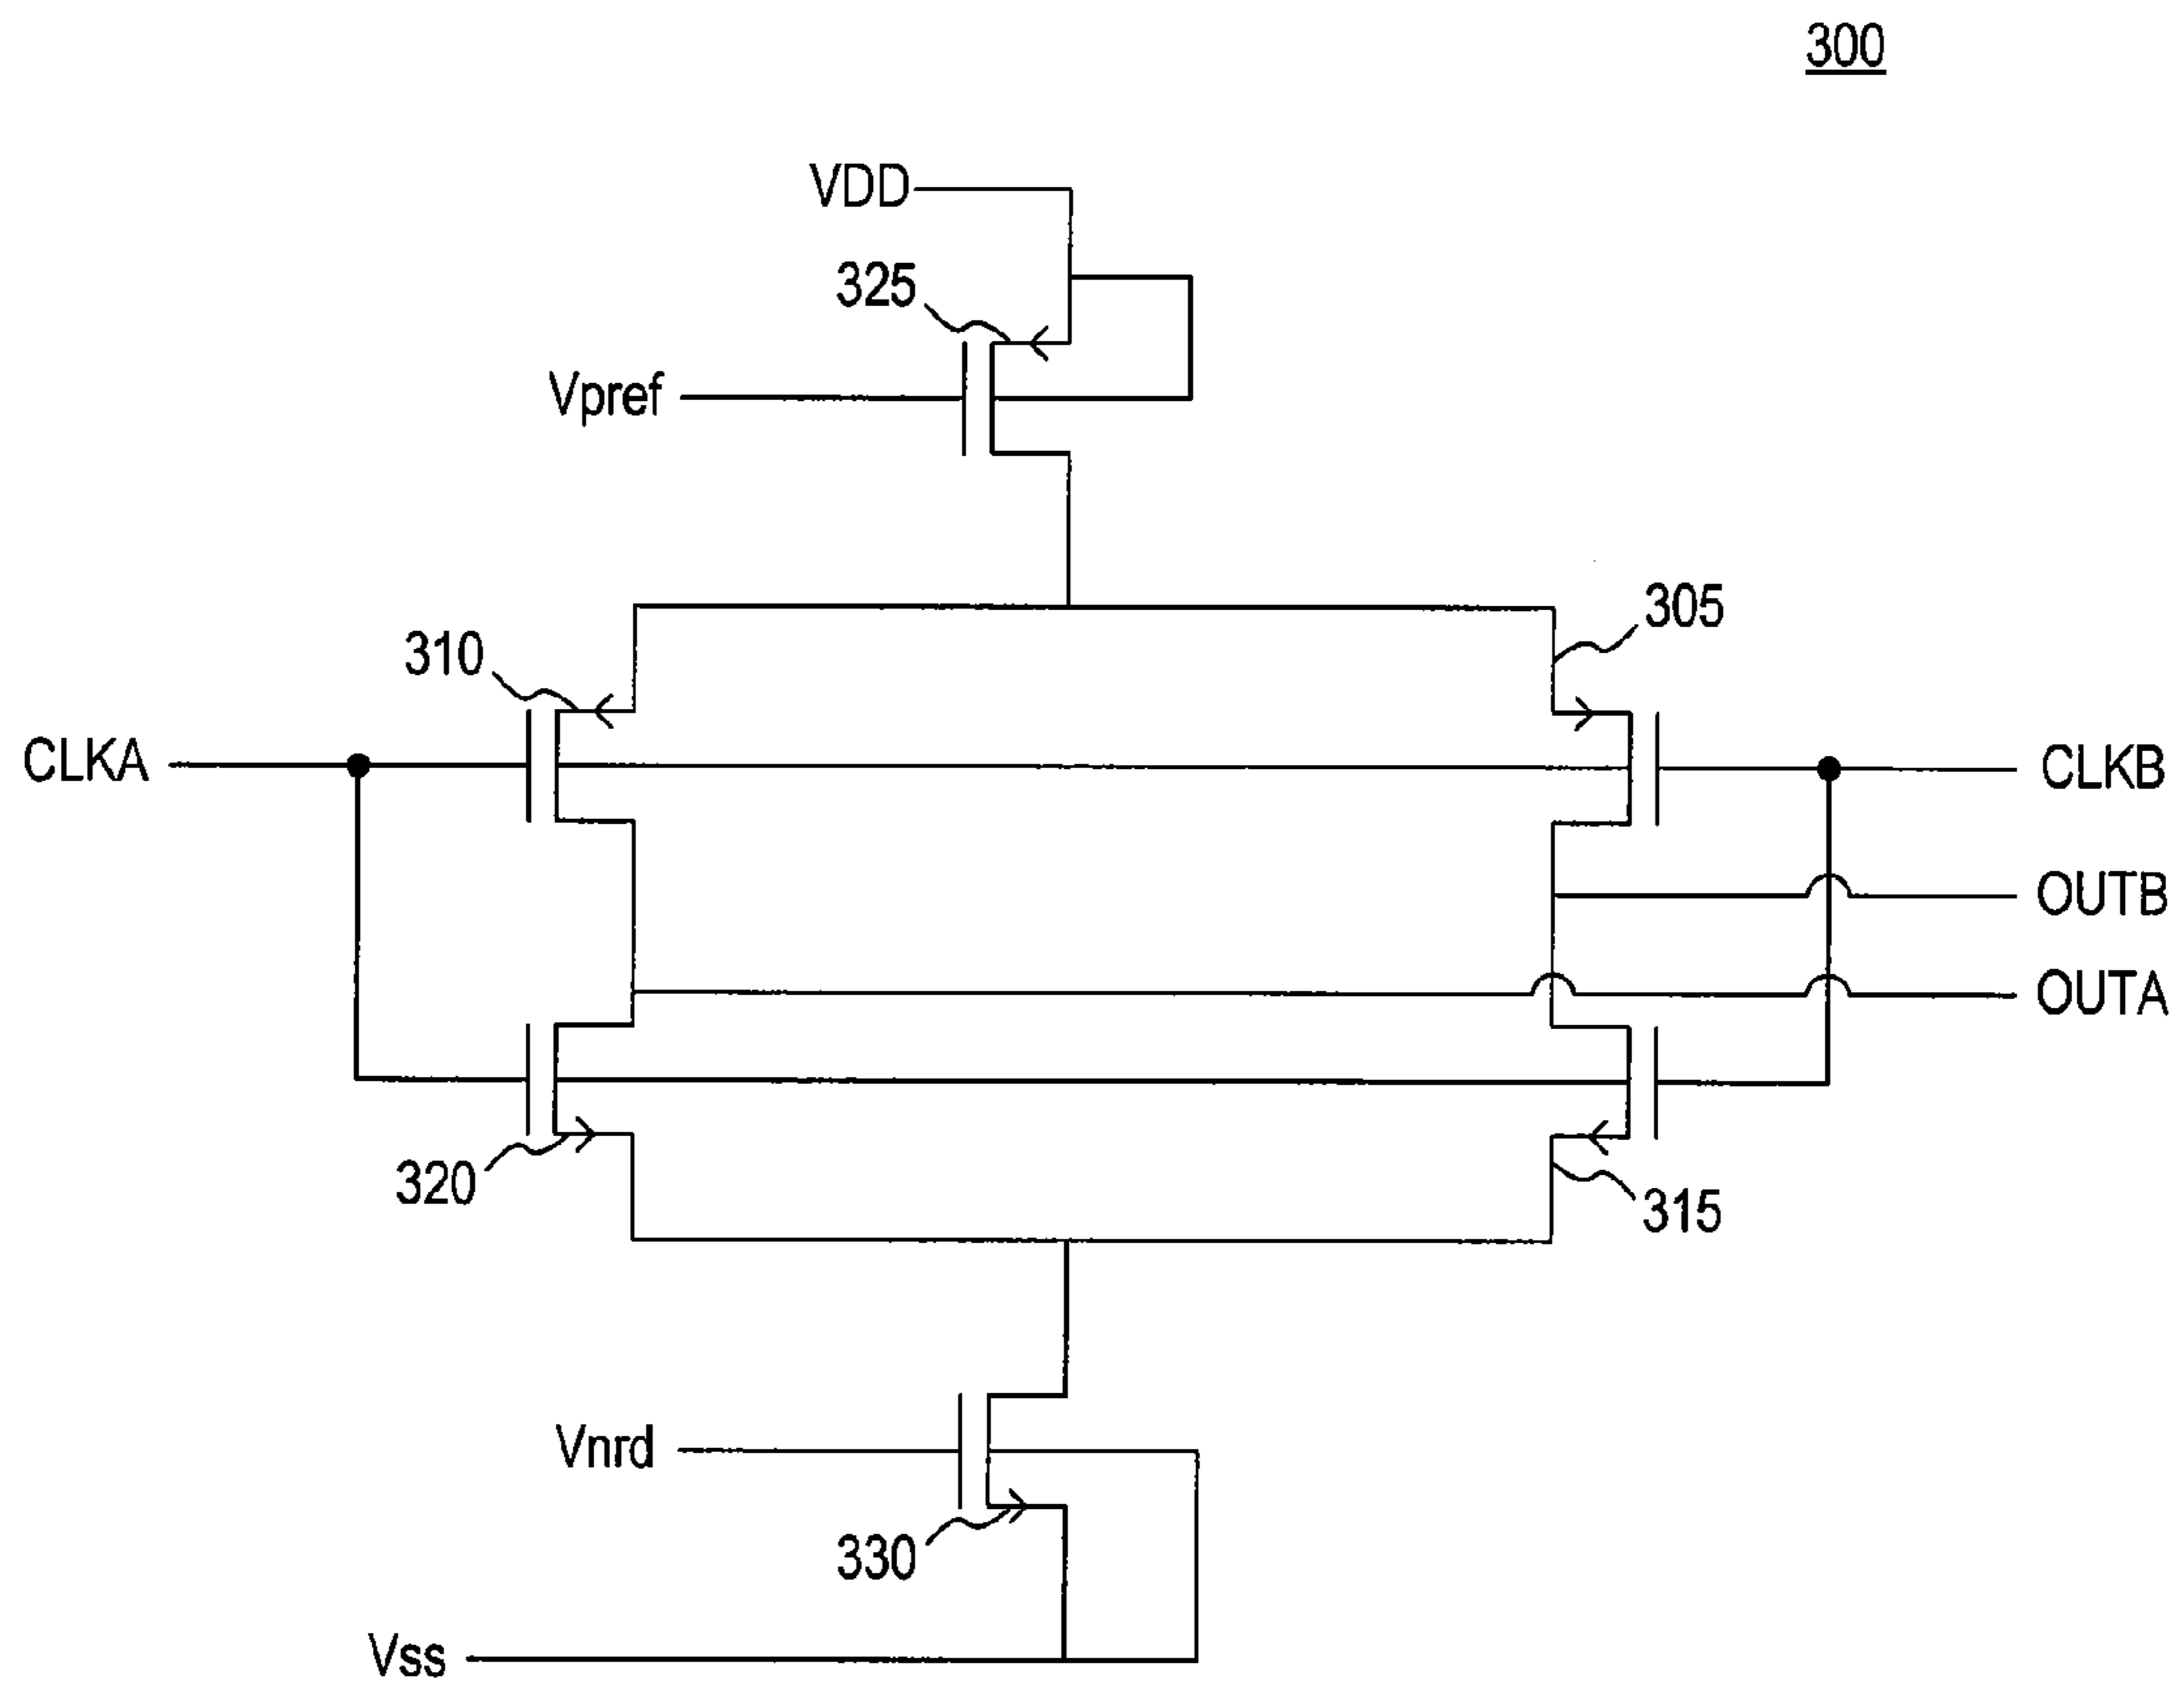 300
VDD
325
Vpref
305
310
CLKA
CLKB
OUTB
OUTA
320
315
Vnrd
330
Vss